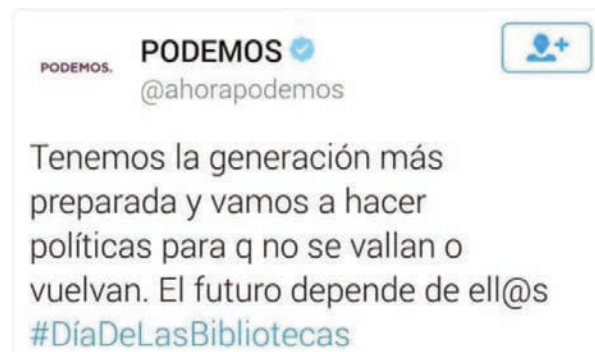 PODEMOS.
PODEMOS
@ahorapodemos
Tenemos la generación más
preparada y vamos a hacer
políticas para q no se vallan o
vuelvan. El futuro depende de ell@s
#DíaDeLasBibliotecas